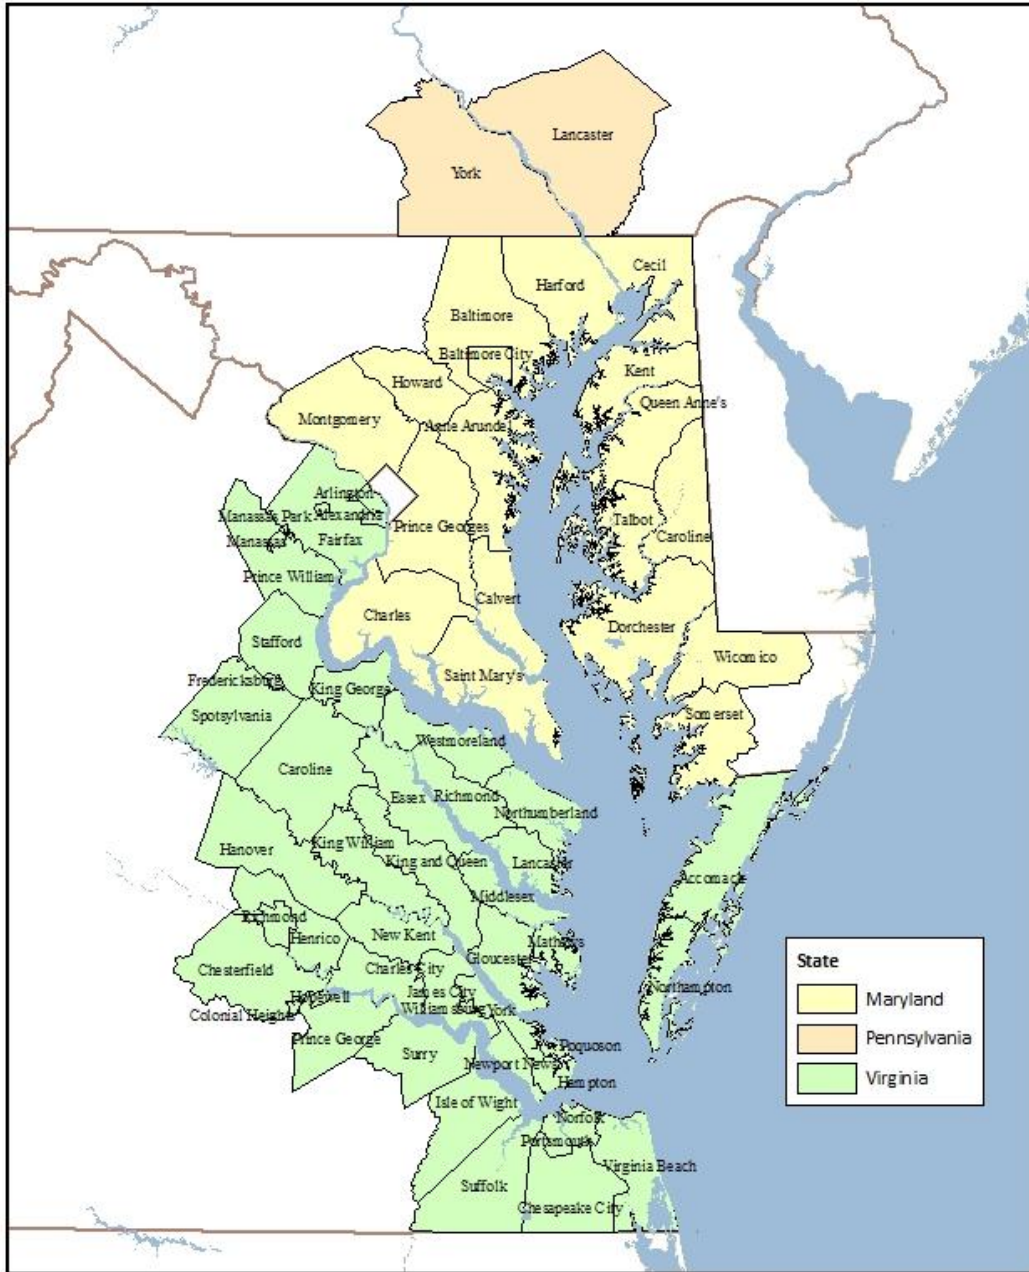 Lancaster
York
Cecil
Harford
Baltimore
Baltimore City
Kent
Howard
Queen Anne's
Montgomery
Anne Arundel
Arlington
Manassas Park
Alexandria
Talbot
Prince Georges
Caroline
Manassas
Fairfax
Prince William
Calvert
Charles
Dorchester
Stafford
Wicomico
Saint Mary's
Fredericksburg
King George
Spotsylvania
Somerset
Westmoreland
Caroline
Essex
Richmond
Northumberland
King William
Hanover
King and Queen
Lancaster
Accomack
Middlesex
Richmond
Henrico
New Kent
Mathews
Gloucester
Chesterfield
Charles City
Northampton
Hopewell
James City
Williamsburg
York
Colonial Heights
Prince George
Surry
Poquoson
Newport News
Hampton
Isle of Wight
Norfolk
Portsmouth
Virginia Beach
Suffolk
Chesapeake City
State
Maryland
Pennsylvania
Virginia